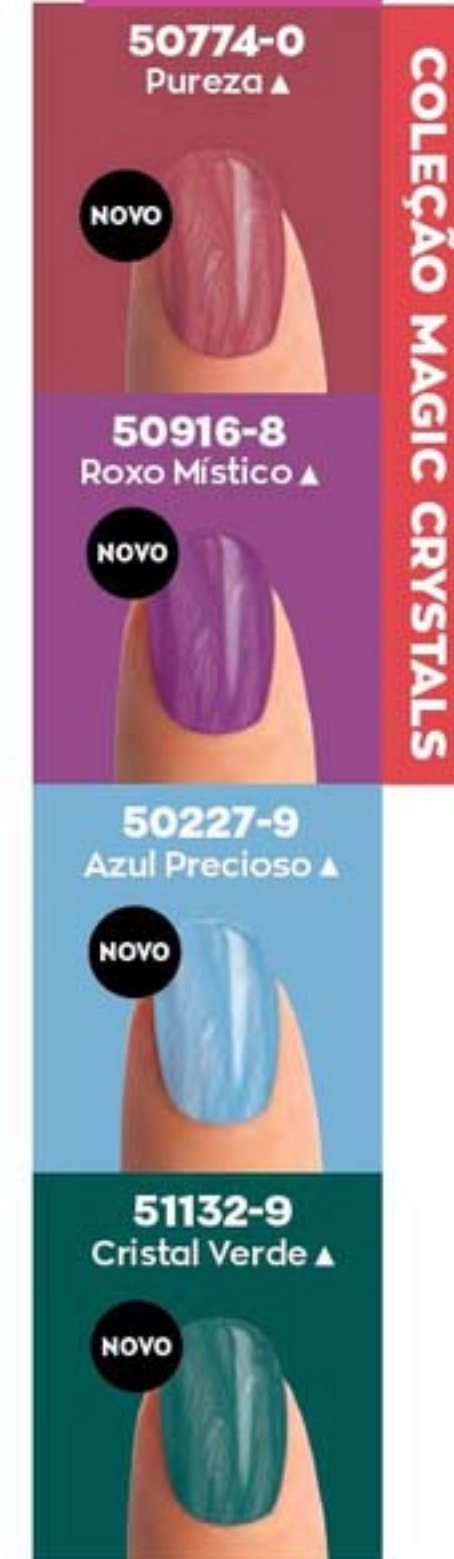 50774-0
Pureza ▲
NOVO
50916-8
Roxo Místico ▲
NOVO
50227-9
Azul Precioso ▲
NOVO
51132-9
Cristal Verde ▲
NOVO
COLEÇÃO MAGIC CRYSTALS